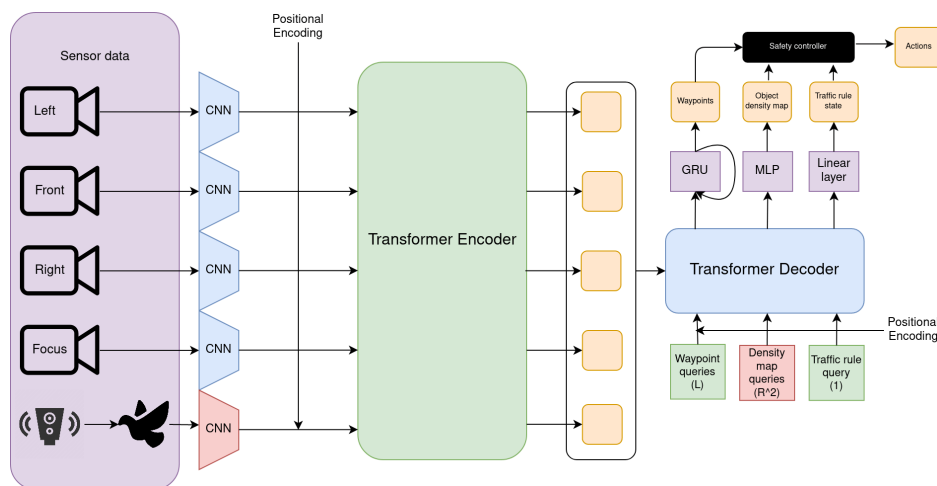 Sensor data
Left
Front
Right
Focus
CNN
CNN
CNN
CNN
CNN
Positional
Encoding
Transformer Encoder
Safety controller
Actions
Waypoints
Object
density map
Traffic rule
state
GRU
MLP
Linear
layer
Transformer Decoder
Positiona
Encoding
Waypoint
queries
(L)
Density
map
queries
(R^2)
Traffic rule
query
(1)